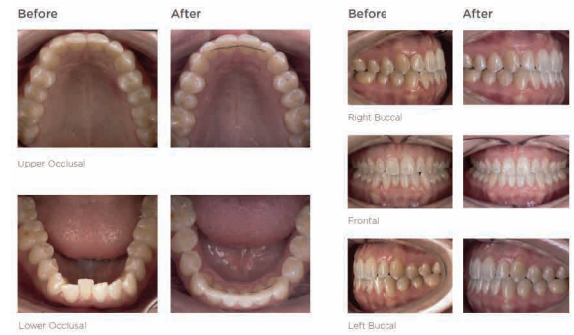 Before
After
Upper Occlusal
Lower Occlusal
Before
After
Right Buccal
Frontal
Left Buccal